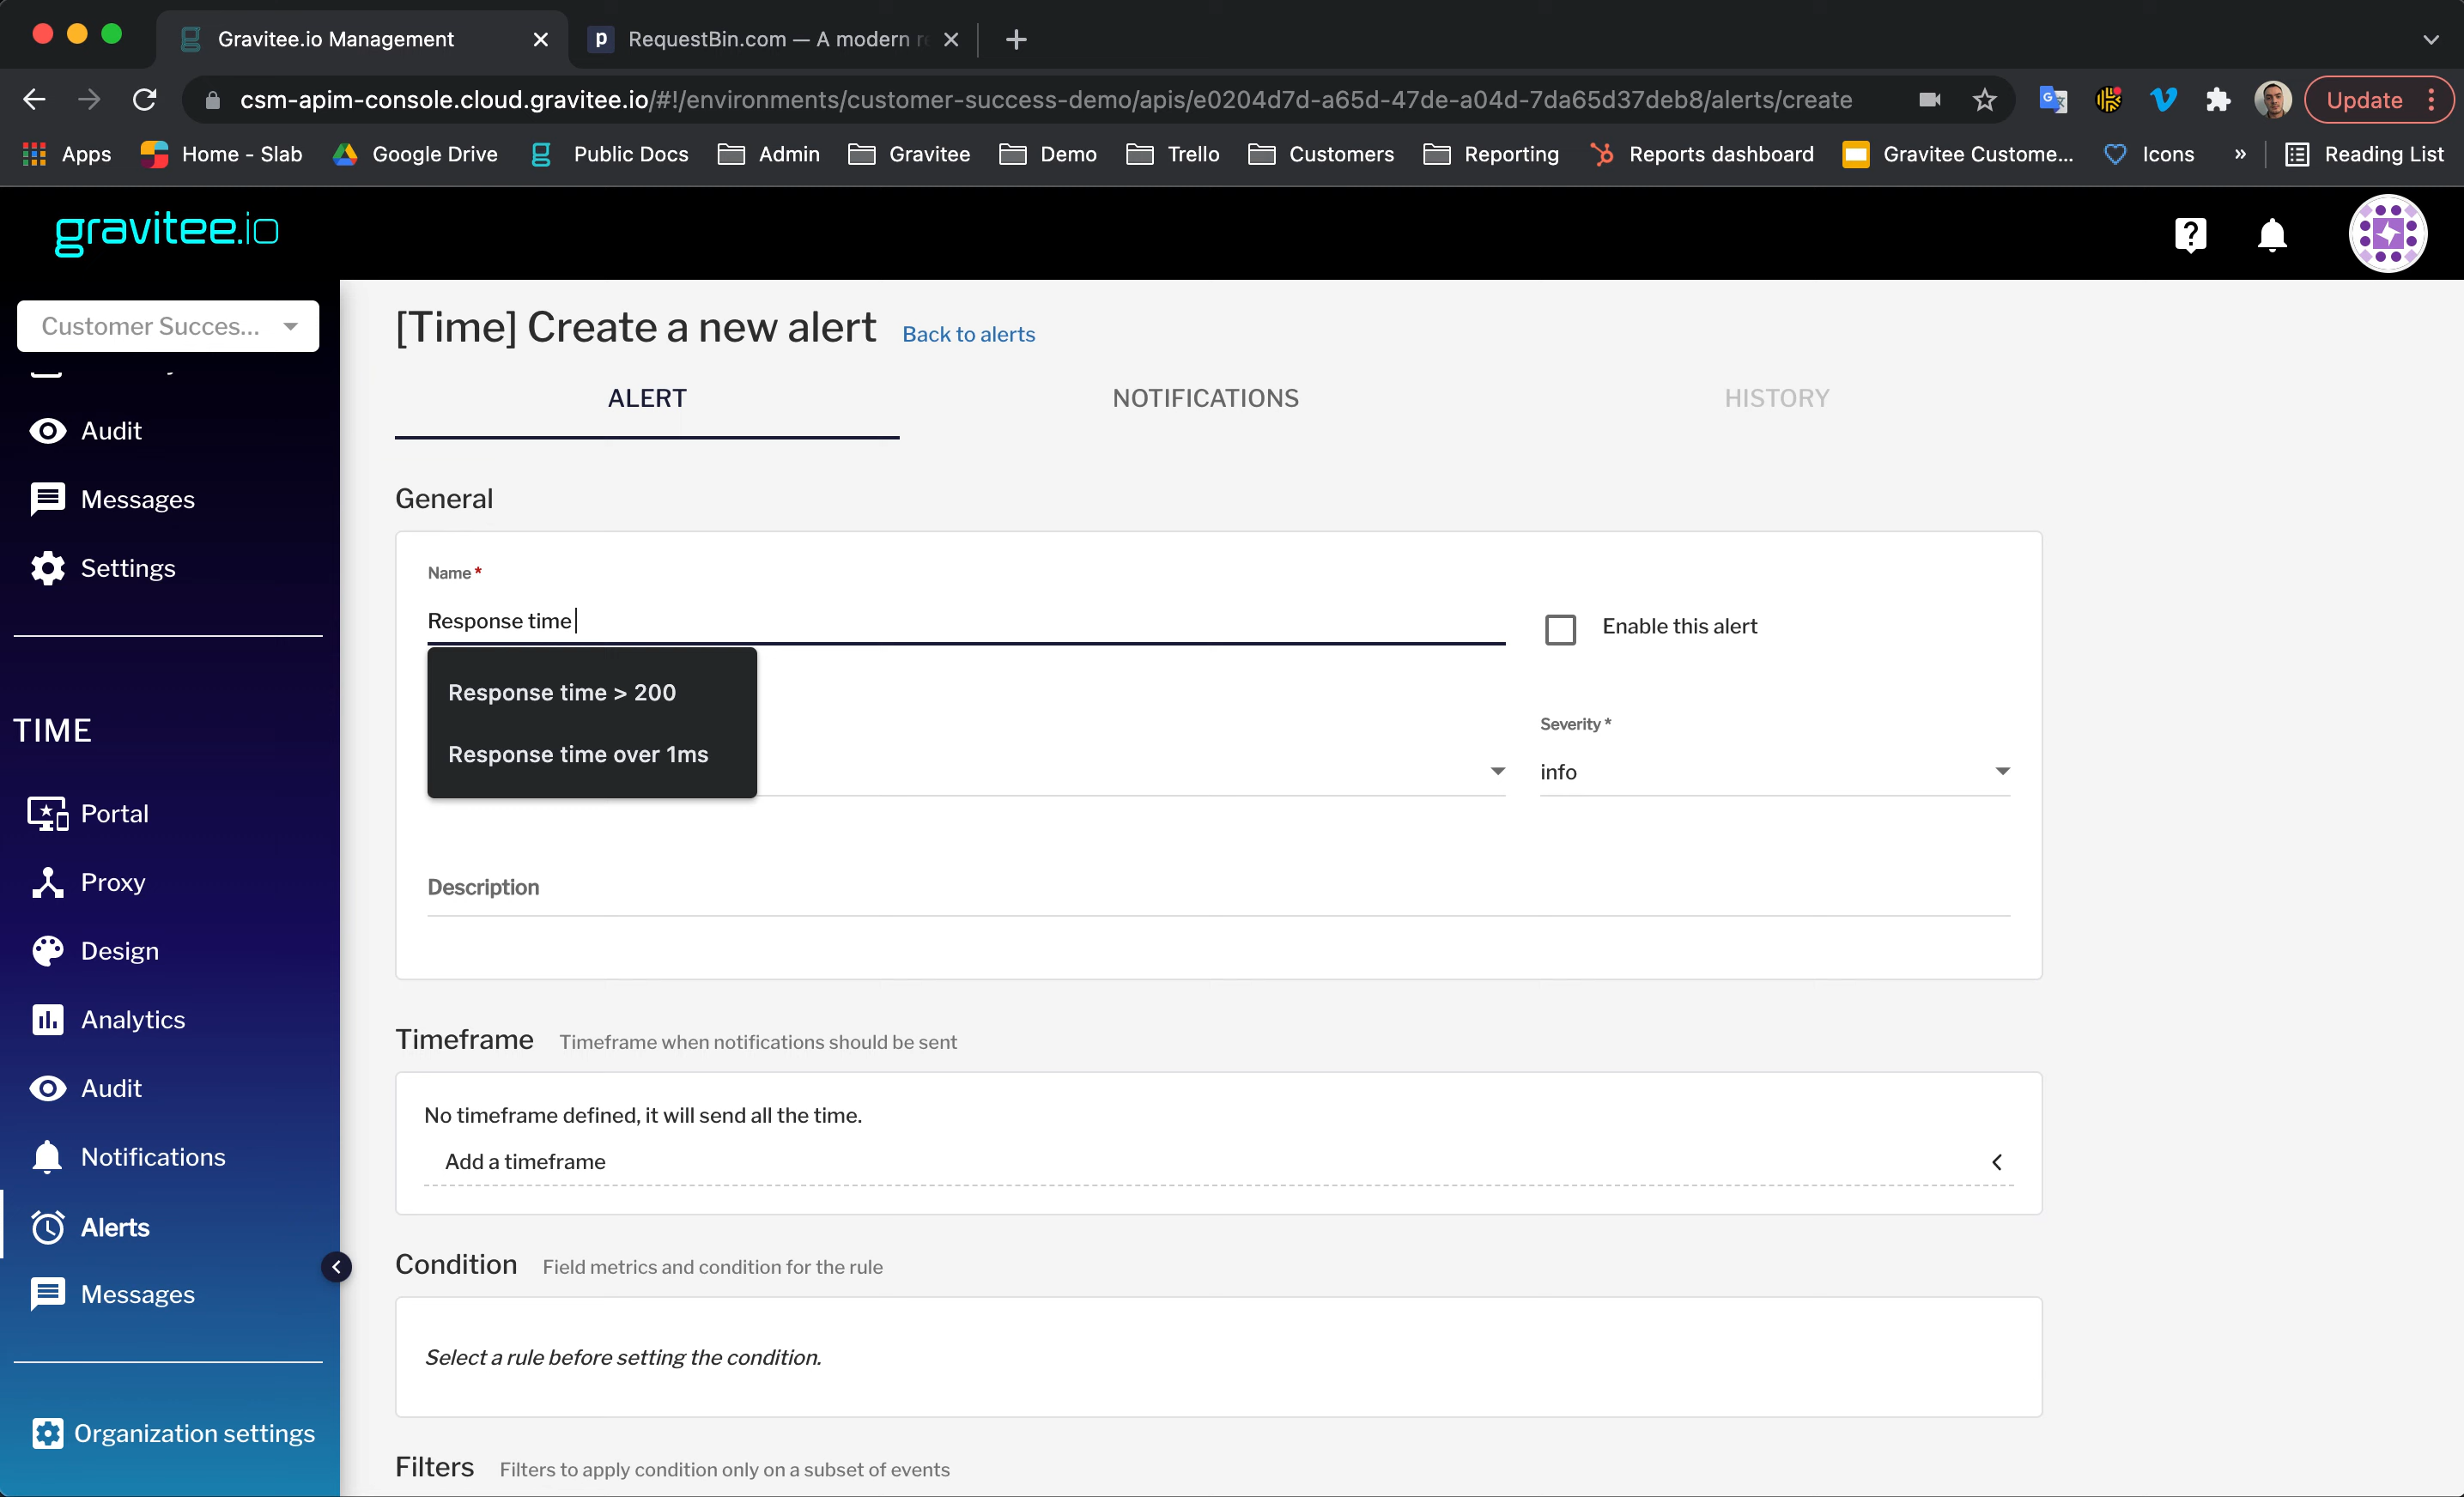 Gravitee.io Management
RequestBin.com — A modern r
csm-apim-console.cloud.gravitee.io/#!/environments/customer-success-demo/apis/e0204d7d-a65d-47de-a04d-7da65d37deb8/alerts/create
Update
Apps
Home - Slab
Google Drive
Public Docs
Admin
Gravitee
Demo
Trello
Customers
Reporting
Reports dashboard
Gravitee Custome...
Icons
»
Reading List
gravitee.io
Customer Succes...
Audit
Messages
Settings
TIME
Portal
Proxy
Design
Analytics
Audit
Notifications
Alerts
Messages
Organization settings
[Time] Create a new alert
Back to alerts
ALERT
NOTIFICATIONS
HISTORY
General
Name *
Response time
Enable this alert
Response time > 200
Response time over 1ms
Severity *
info
Description
Timeframe
Timeframe when notifications should be sent
No timeframe defined, it will send all the time.
Add a timeframe
Condition
Field metrics and condition for the rule
Select a rule before setting the condition.
Filters
Filters to apply condition only on a subset of events